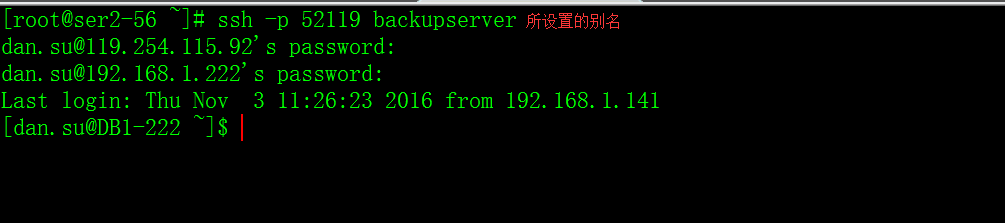 [root@ser2-56 ~]# ssh -p 52119 backupserver 所设置的别名
dan.su@119.254.115.92's password:
dan.su@192.168.1.222's password:
Last login: Thu Nov  3 11:26:23 2016 from 192.168.1.141
[dan.su@DB1-222 ~]$